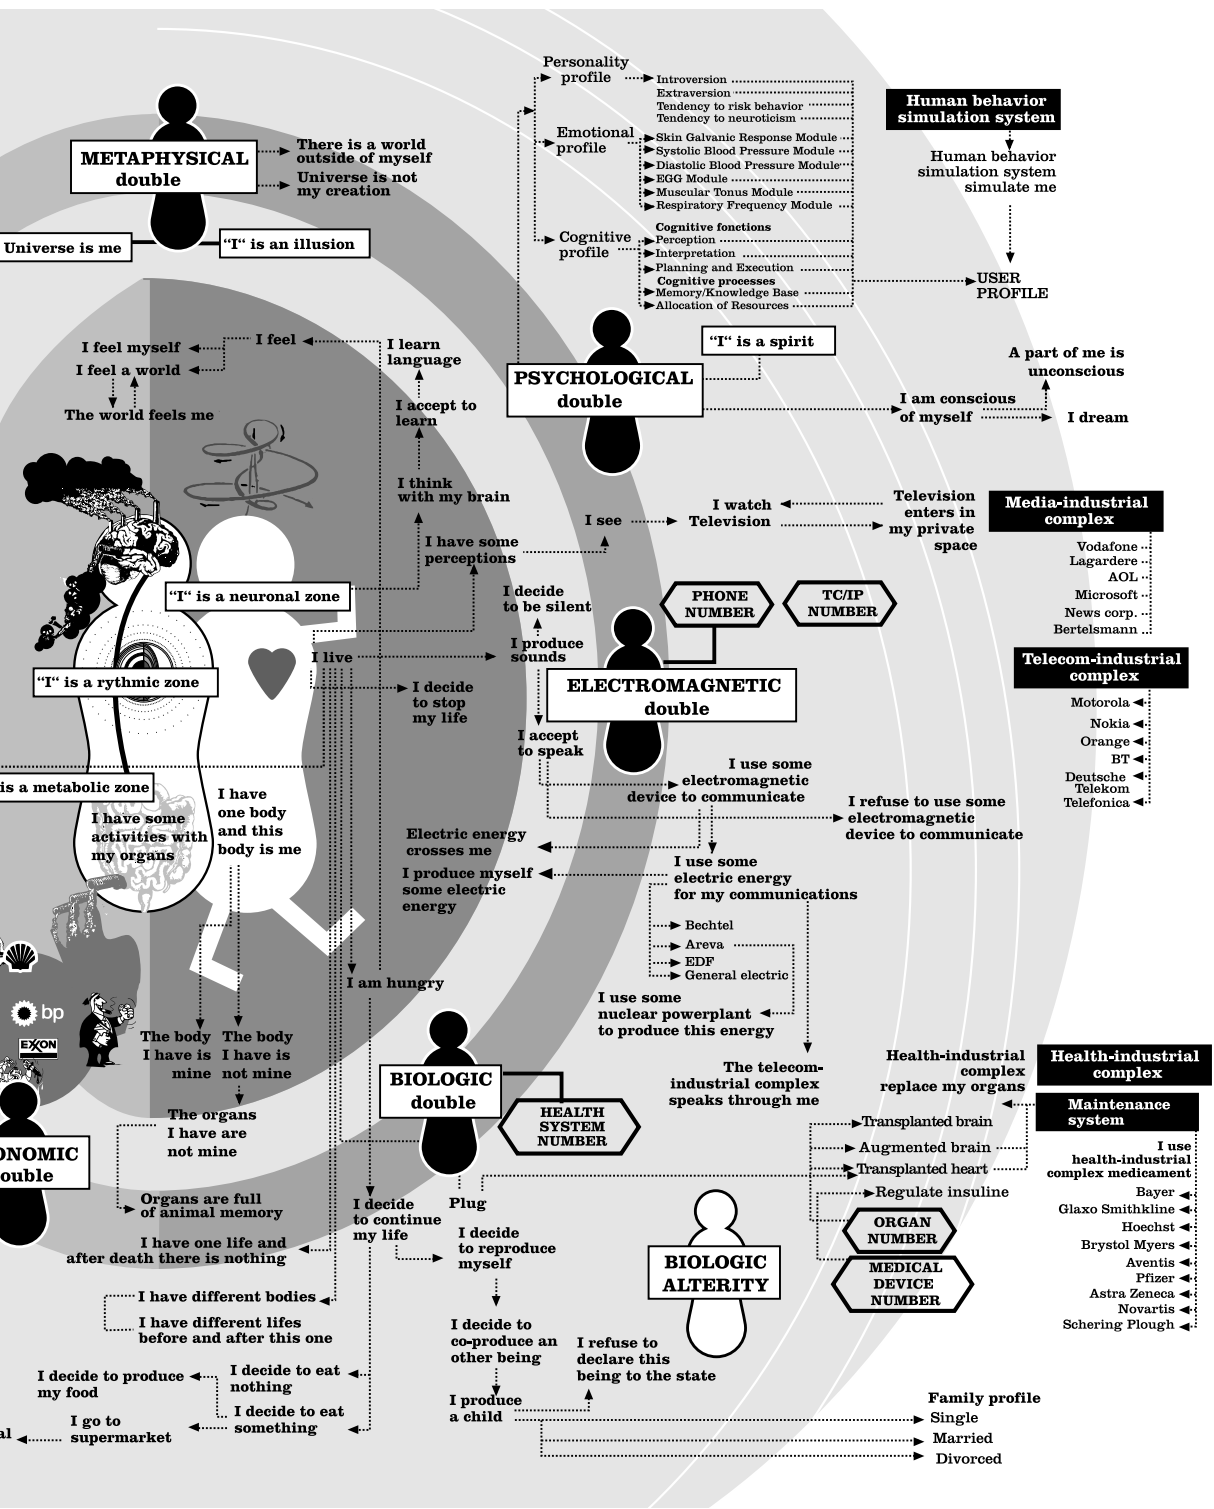 Personality
profile
Introversion
Extraversion
Tendency to risk behavior
Tendency to neuroticism
Emotional
profile
Skin Galvanic Response Module
Systolic Blood Pressure Module
Diastolic Blood Pressure Module
EGG Module
Muscular Tonus Module
Respiratory Frequency Module
Cognitive
profile
Cognitive fonctions
Perception
Interpretation
Planning and Execution
Cognitive processes
Memory/Knowledge Base
Allocation of Resources
Human behavior
simulation system
Human behavior
simulation system
simulate me
USER
PROFILE
METAPHYSICAL
double
There is a world
outside of myself
Universe is not
my creation
Universe is me
"I" is an illusion
I feel
I feel myself
I feel a world
The world feels me
I learn
language
I accept to
learn
I think
with my brain
I have some
perceptions
"I" is a spirit
PSYCHOLOGICAL
double
A part of me is
unconscious
I am conscious
of myself
I dream
I see
I watch
Television
Television
enters in
my private
space
Media-industrial
complex
Vodafone
Lagardere
AOL
Microsoft
News corp.
Bertelsmann
"I" is a neuronal zone
I decide
to be silent
I produce
sounds
PHONE
NUMBER
TC/IP
NUMBER
I live
"I" is a rythmic zone
I decide
to stop
my life
ELECTROMAGNETIC
double
Telecom-industrial
complex
Motorola
Nokia
Orange
BT
Deutsche
Telekom
Telefonica
I accept
to speak
is a metabolic zone
I have some
activities with
my organs
I have
one body
and this
body is me
I use some
electromagnetic
device to communicate
I refuse to use some
electromagnetic
device to communicate
Electric energy
crosses me
I produce myself
some electric
energy
I use some
electric energy
for my communications
Bechtel
Areva
EDF
General electric
I use some
nuclear powerplant
to produce this energy
I am hungry
bp
EXXON
The body
I have is
mine
The body
I have is
not mine
The organs
I have are
not mine
ONOMIC
ouble
Organs are full
of animal memory
I have one life and
after death there is nothing
I have different bodies
I have different lifes
before and after this one
BIOLOGIC
double
HEALTH
SYSTEM
NUMBER
Plug
The telecom-
industrial complex
speaks through me
Health-industrial
complex
replace my organs
Health-industrial
complex
Maintenance
system
Transplanted brain
Augmented brain
Transplanted heart
Regulate insuline
ORGAN
NUMBER
MEDICAL
DEVICE
NUMBER
I use
health-industrial
complex medicament
Bayer
Glaxo Smithkline
Hoechst
Brystol Myers
Aventis
Pfizer
Astra Zeneca
Novartis
Schering Plough
BIOLOGIC
ALTERITY
I decide
to continue
my life
I decide
to reproduce
myself
I decide to
co-produce an
other being
I refuse to
declare this
being to the state
I produce
a child
I decide to produce
my food
I decide to eat
nothing
I decide to eat
something
I go to
supermarket
al
Family profile
Single
Married
Divorced